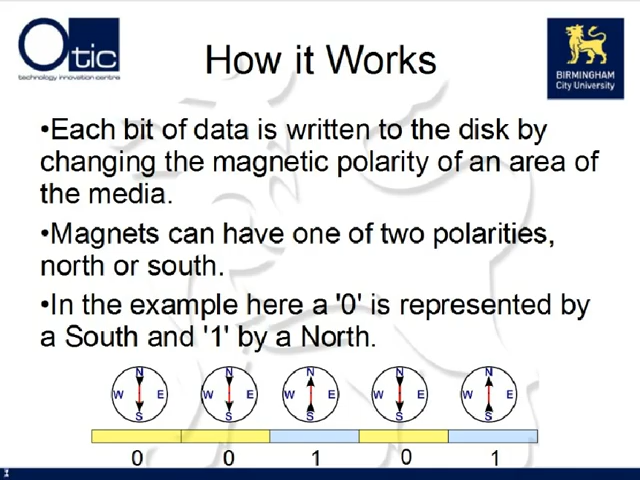 Otic
technology innovation centre
How it Works
BIRMINGHAM
City University
•Each bit of data is written to the disk by
changing the magnetic polarity of an area of
the media.
•Magnets can have one of two polarities,
north or south.
•In the example here a '0' is represented by
a South and '1' by a North.
N N N N N
W E W E W E W E W E
S S S S S
0 0 1 0 1